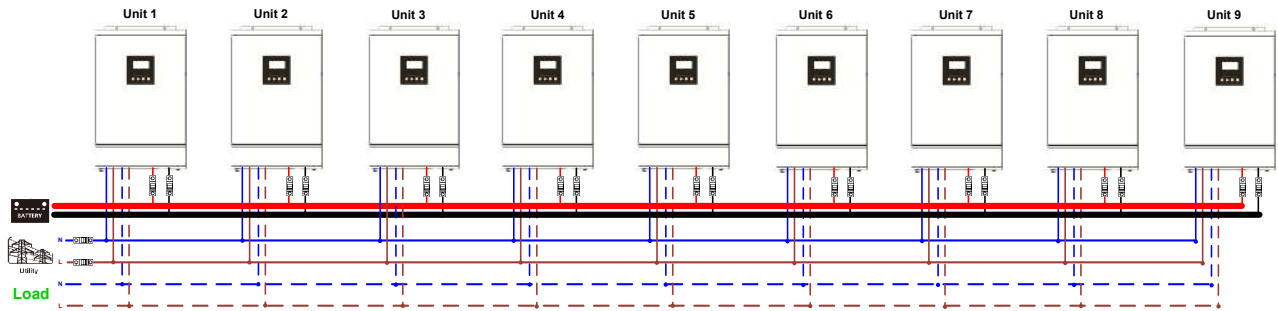 Unit 1 Unit 2 Unit 3 Unit 4 Unit 5 Unit 6 Unit 7 Unit 8 Unit 9
BATTERY
N
Utility
L
N
Load
L